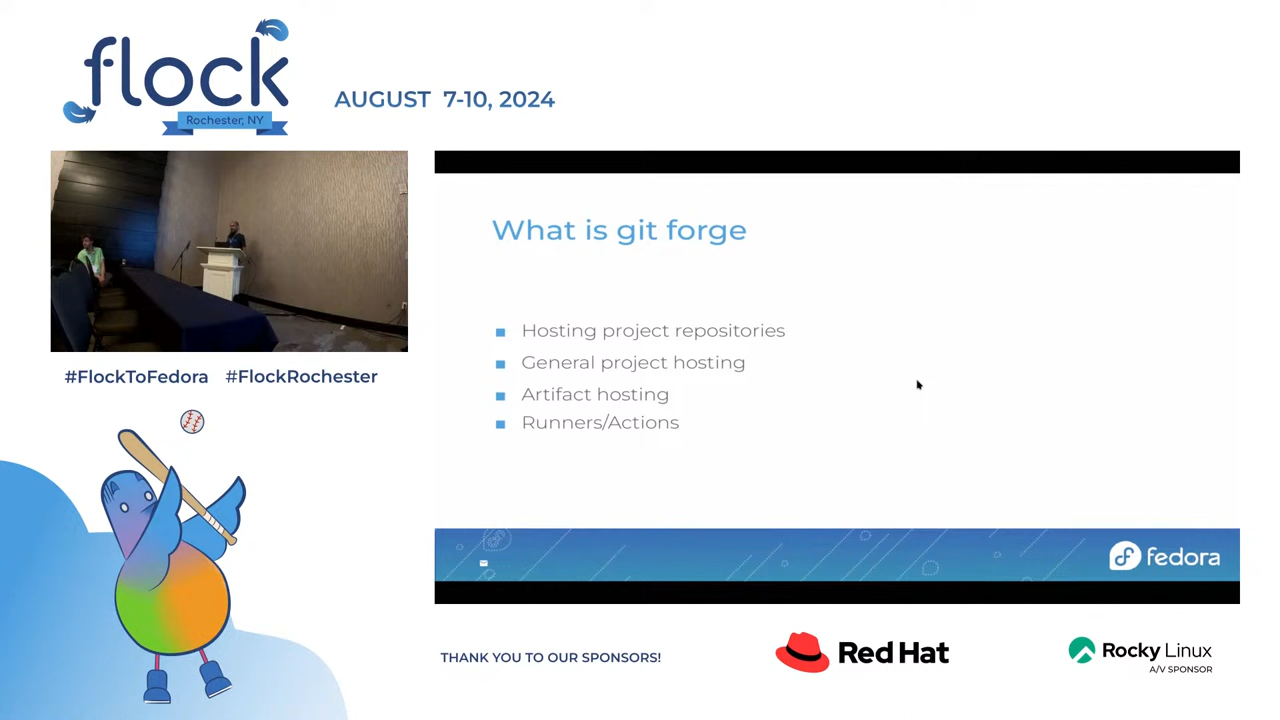 flock
Rochester, NY
AUGUST 7-10, 2024
What is git forge
Hosting project repositories
General project hosting
Artifact hosting
Runners/Actions
fedora
#FlockToFedora #FlockRochester
THANK YOU TO OUR SPONSORS!
Red Hat
Rocky Linux
A/V SPONSOR